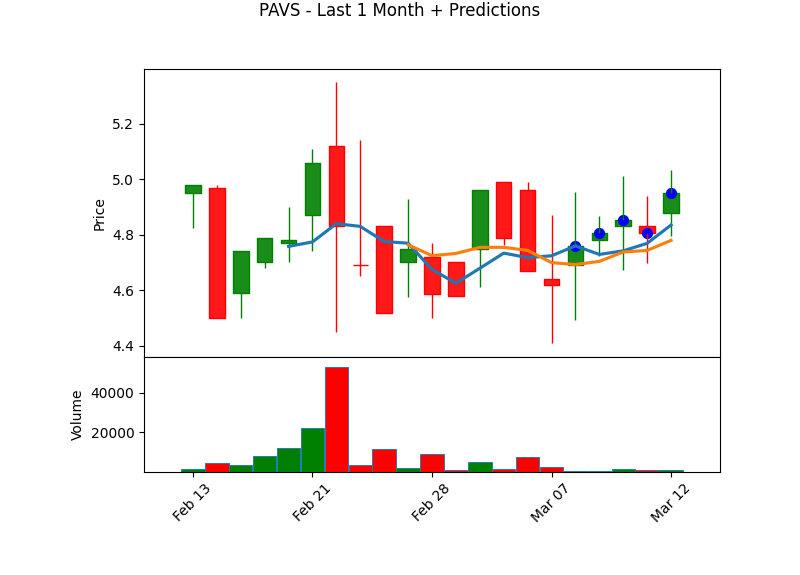 PAVS - Last 1 Month + Predictions
Price
5.2
5.0
4.8
4.6
4.4
Volume
40000
20000
Feb 13
Feb 21
Feb 28
Mar 07
Mar 12